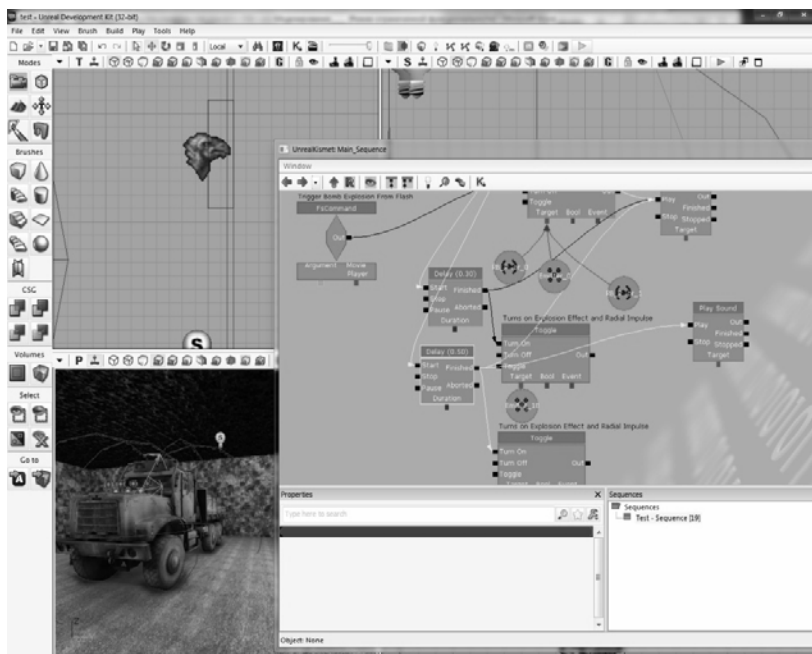 test - Unreal Development Kit (32-bit)
File Edit View Brush Build Play Tools Help
Local
Modes
T
G
S
G
Brushes
CSG
Volumes
Select
Go to
UnrealKismet: Main_Sequence
Window
Trigger Bomb Explosion From Flash
FsCommand
Out
Argument Movie
Player
Toggle
Target Bool Event
Play
Stop
Out
Finished
Stopped
Target
Delay (0.30)
Start
Stop
Pause
Finished
Aborted
Duration
Turns on Explosion Effect and Radial Impulse
Toggle
Turn On
Turn Off
Toggle
Out
Target Bool Event
Play Sound
Play
Stop
Out
Finished
Stopped
Target
Delay (0.50)
Start
Stop
Pause
Finished
Aborted
Duration
Turns on Explosion Effect and Radial Impulse
Toggle
Turn On
Turn Off
Toggle
Out
S
P
G
Properties
Type here to search
Sequences
Sequences
Test - Sequence [19]
Object: None